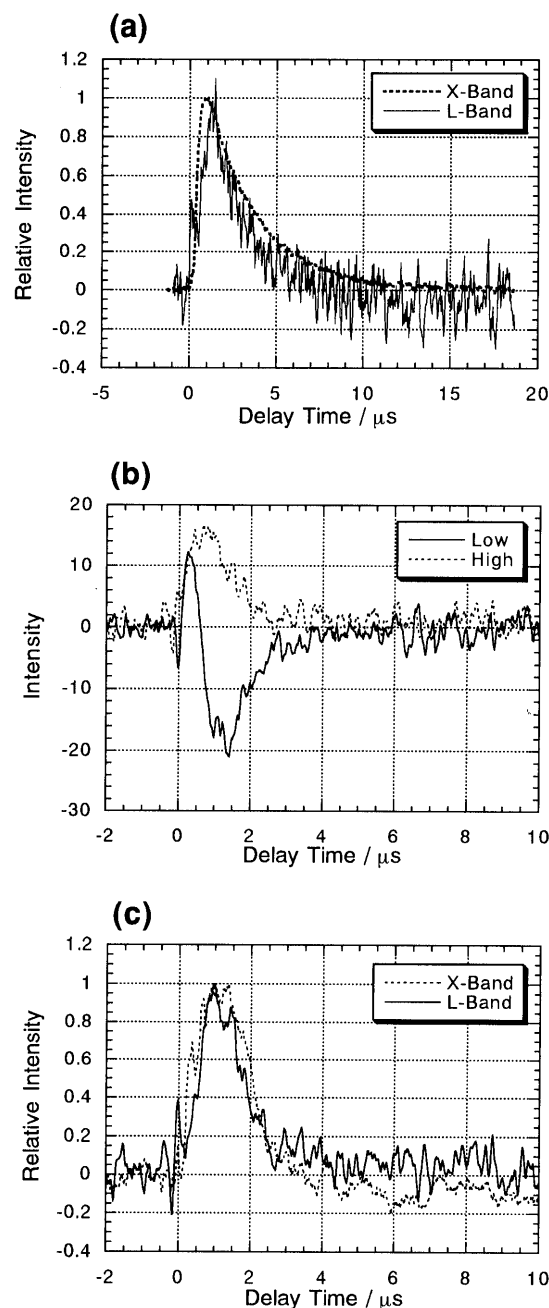 (a)
1.2
1
0.8
0.6
0.4
0.2
0
-0.2
-0.4
Relative Intensity
X-Band
L-Band
-5 0 5 10 15 20
Delay Time / μs
(b)
20
10
0
-10
-20
-30
Intensity
Low
High
-2 0 2 4 6 8 10
Delay Time / μs
(c)
1.2
1
0.8
0.6
0.4
0.2
0
-0.2
-0.4
Relative Intensity
X-Band
L-Band
-2 0 2 4 6 8 10
Delay Time / μs